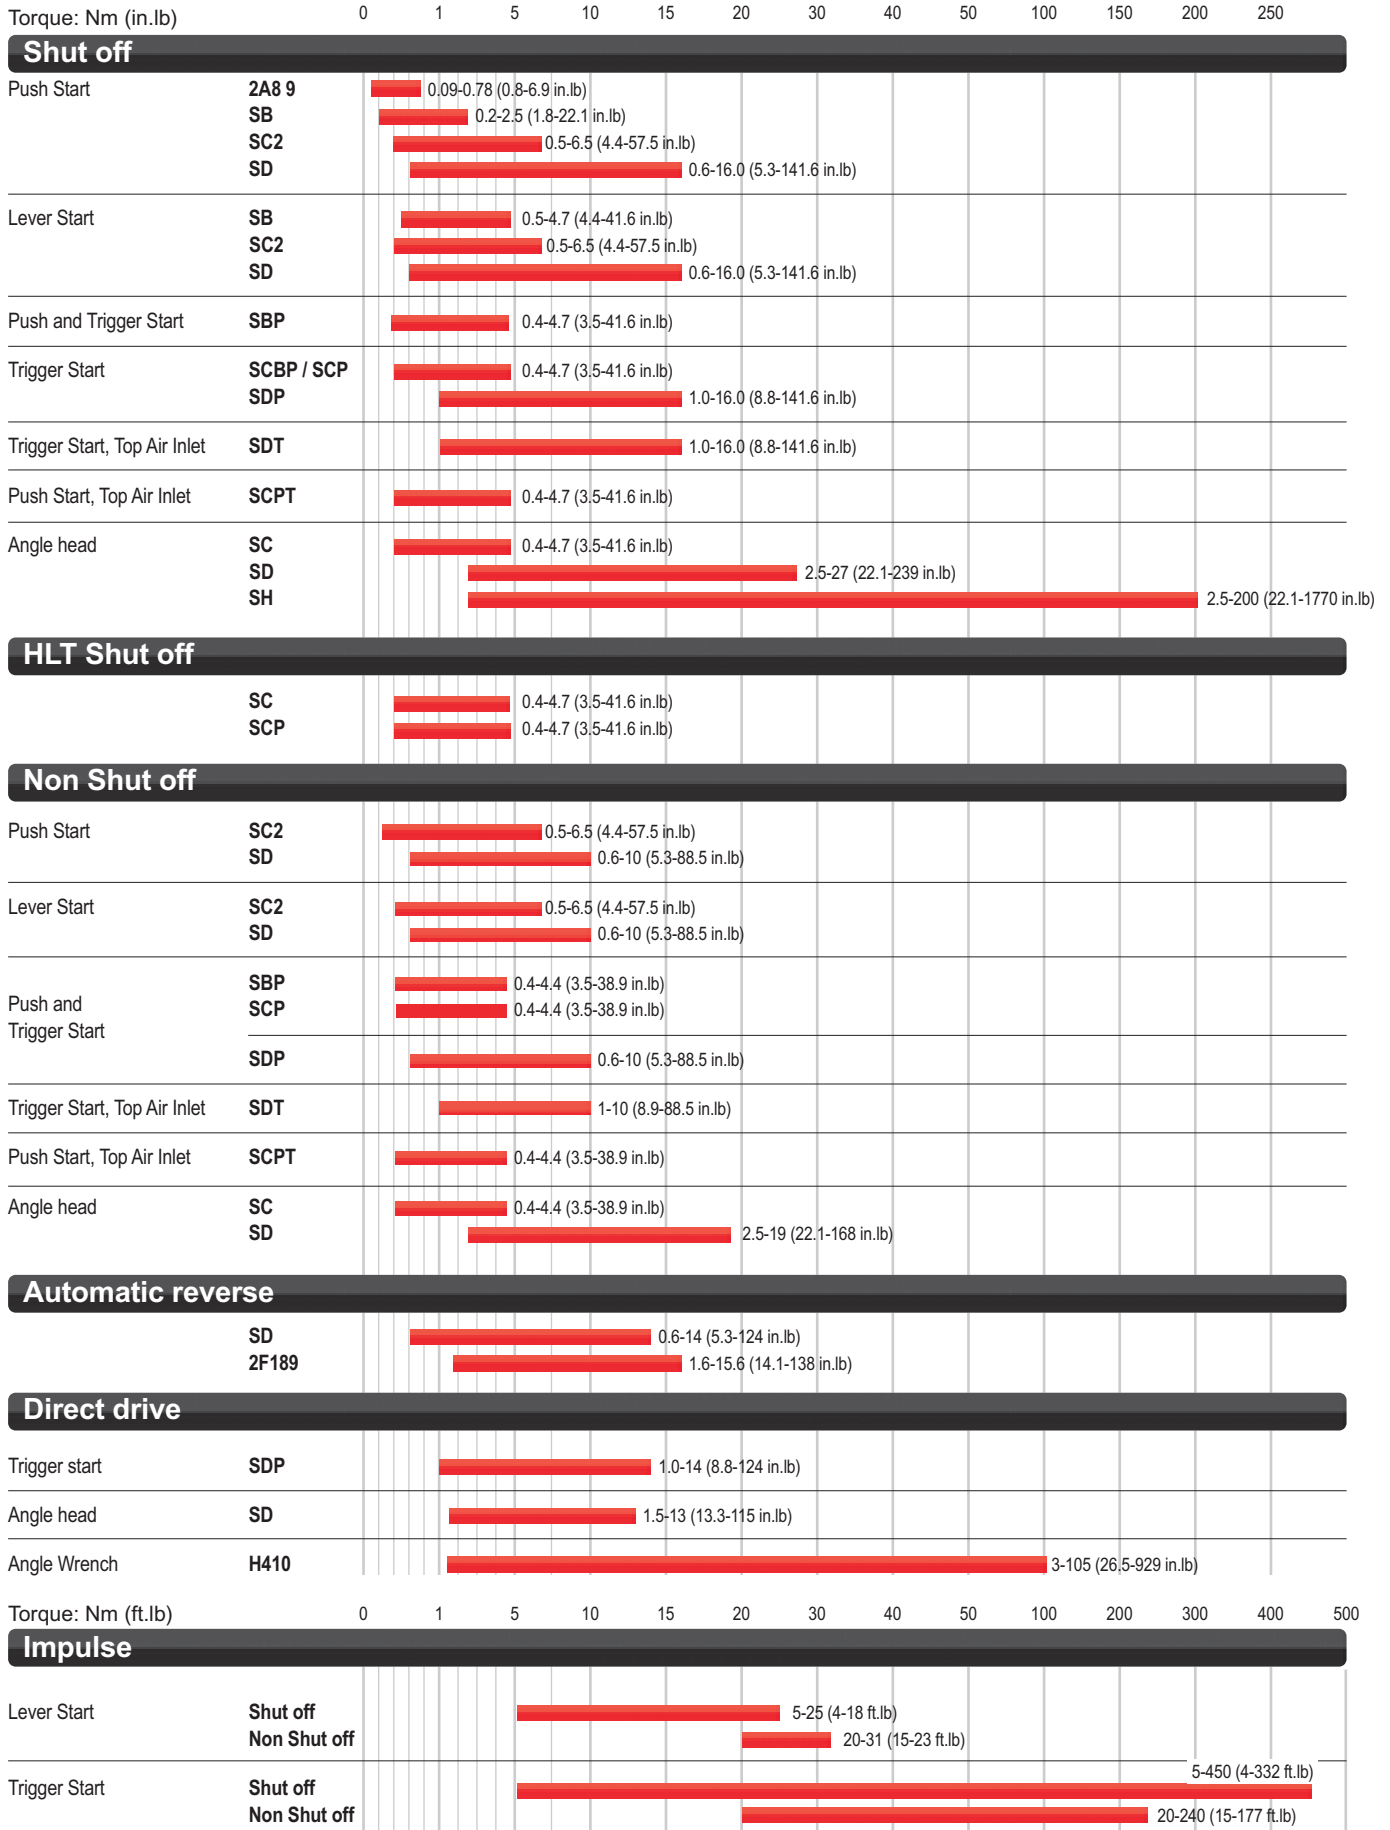 Torque: Nm (in.lb) 0 1 5 10 15 20 30 40 50 100 150 200 250
Shut off
Push Start 2A8 9 0.09-0.78 (0.8-6.9 in.lb)
SB 0.2-2.5 (1.8-22.1 in.lb)
SC2 0.5-6.5 (4.4-57.5 in.lb)
SD 0.6-16.0 (5.3-141.6 in.lb)
Lever Start SB 0.5-4.7 (4.4-41.6 in.lb)
SC2 0.5-6.5 (4.4-57.5 in.lb)
SD 0.6-16.0 (5.3-141.6 in.lb)
Push and Trigger Start SBP 0.4-4.7 (3.5-41.6 in.lb)
Trigger Start SCBP / SCP 0.4-4.7 (3.5-41.6 in.lb)
SDP 1.0-16.0 (8.8-141.6 in.lb)
Trigger Start, Top Air Inlet SDT 1.0-16.0 (8.8-141.6 in.lb)
Push Start, Top Air Inlet SCPT 0.4-4.7 (3.5-41.6 in.lb)
Angle head SC 0.4-4.7 (3.5-41.6 in.lb)
SD 2.5-27 (22.1-239 in.lb)
SH 2.5-200 (22.1-1770 in.lb)
HLT Shut off
SC 0.4-4.7 (3.5-41.6 in.lb)
SCP 0.4-4.7 (3.5-41.6 in.lb)
Non Shut off
Push Start SC2 0.5-6.5 (4.4-57.5 in.lb)
SD 0.6-10 (5.3-88.5 in.lb)
Lever Start SC2 0.5-6.5 (4.4-57.5 in.lb)
SD 0.6-10 (5.3-88.5 in.lb)
SBP 0.4-4.4 (3.5-38.9 in.lb)
Push and SCP 0.4-4.4 (3.5-38.9 in.lb)
Trigger Start
SDP 0.6-10 (5.3-88.5 in.lb)
Trigger Start, Top Air Inlet SDT 1-10 (8.9-88.5 in.lb)
Push Start, Top Air Inlet SCPT 0.4-4.4 (3.5-38.9 in.lb)
Angle head SC 0.4-4.4 (3.5-38.9 in.lb)
SD 2.5-19 (22.1-168 in.lb)
Automatic reverse
SD 0.6-14 (5.3-124 in.lb)
2F189 1.6-15.6 (14.1-138 in.lb)
Direct drive
Trigger start SDP 1.0-14 (8.8-124 in.lb)
Angle head SD 1.5-13 (13.3-115 in.lb)
Angle Wrench H410 3-105 (26.5-929 in.lb)
Torque: Nm (ft.lb) 0 1 5 10 15 20 30 40 50 100 200 300 400 500
Impulse
Lever Start Shut off 5-25 (4-18 ft.lb)
Non Shut off 20-31 (15-23 ft.lb)
Trigger Start Shut off 5-450 (4-332 ft.lb)
Non Shut off 20-240 (15-177 ft.lb)